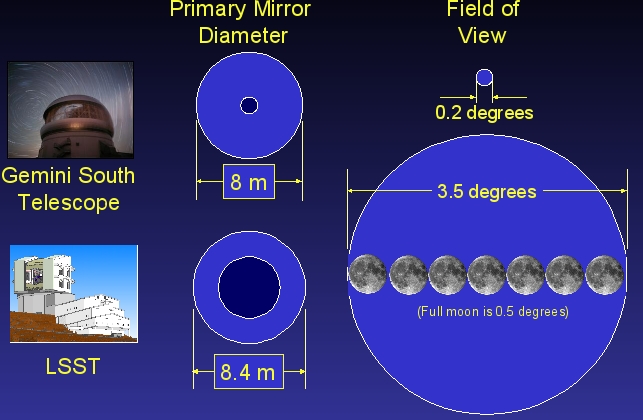 Primary Mirror
Diameter
Field of
View
Gemini South
Telescope
8 m
0.2 degrees
3.5 degrees
(Full moon is 0.5 degrees)
LSST
8.4 m